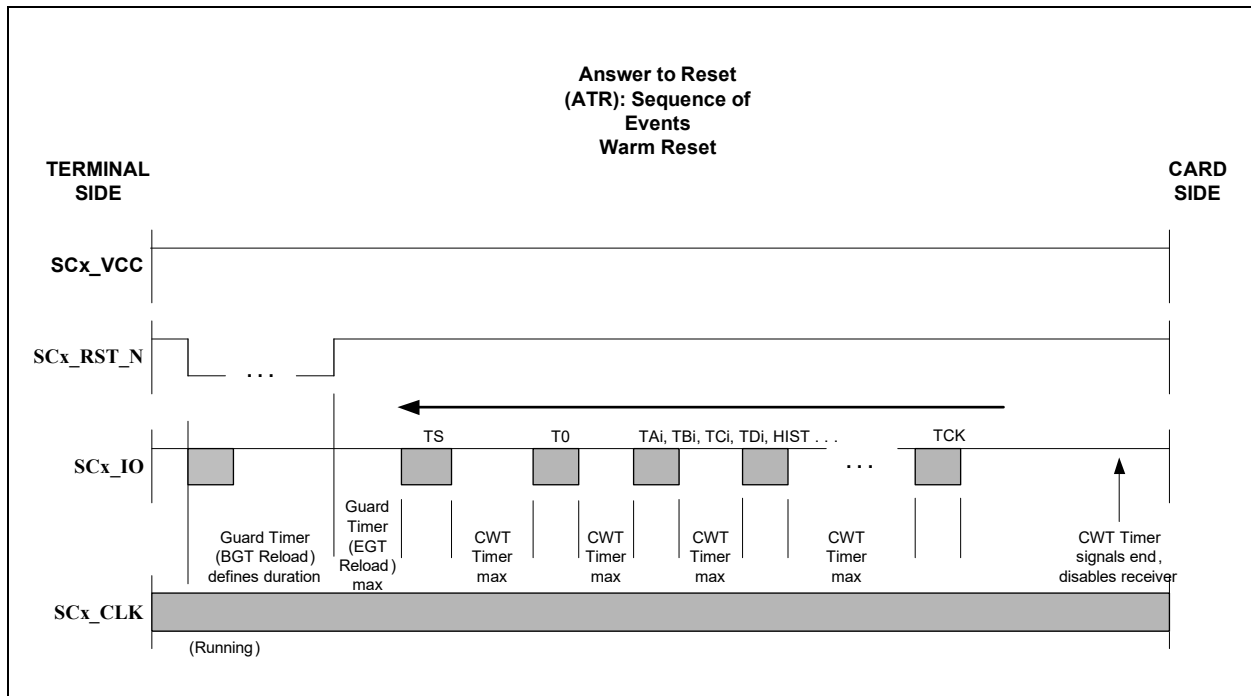 Answer to Reset
(ATR): Sequence of
Events
Warm Reset
TERMINAL
SIDE
CARD
SIDE
SCx_VCC
SCx_RST_N
. . .
SCx_IO
TS
T0
TAi, TBi, TCi, TDi, HIST . . .
TCK
. . .
Guard Timer
(BGT Reload)
defines duration
Guard
Timer
(EGT
Reload)
max
CWT
Timer
max
CWT
Timer
max
CWT
Timer
max
CWT
Timer
max
CWT Timer
signals end,
disables receiver
SCx_CLK
(Running)